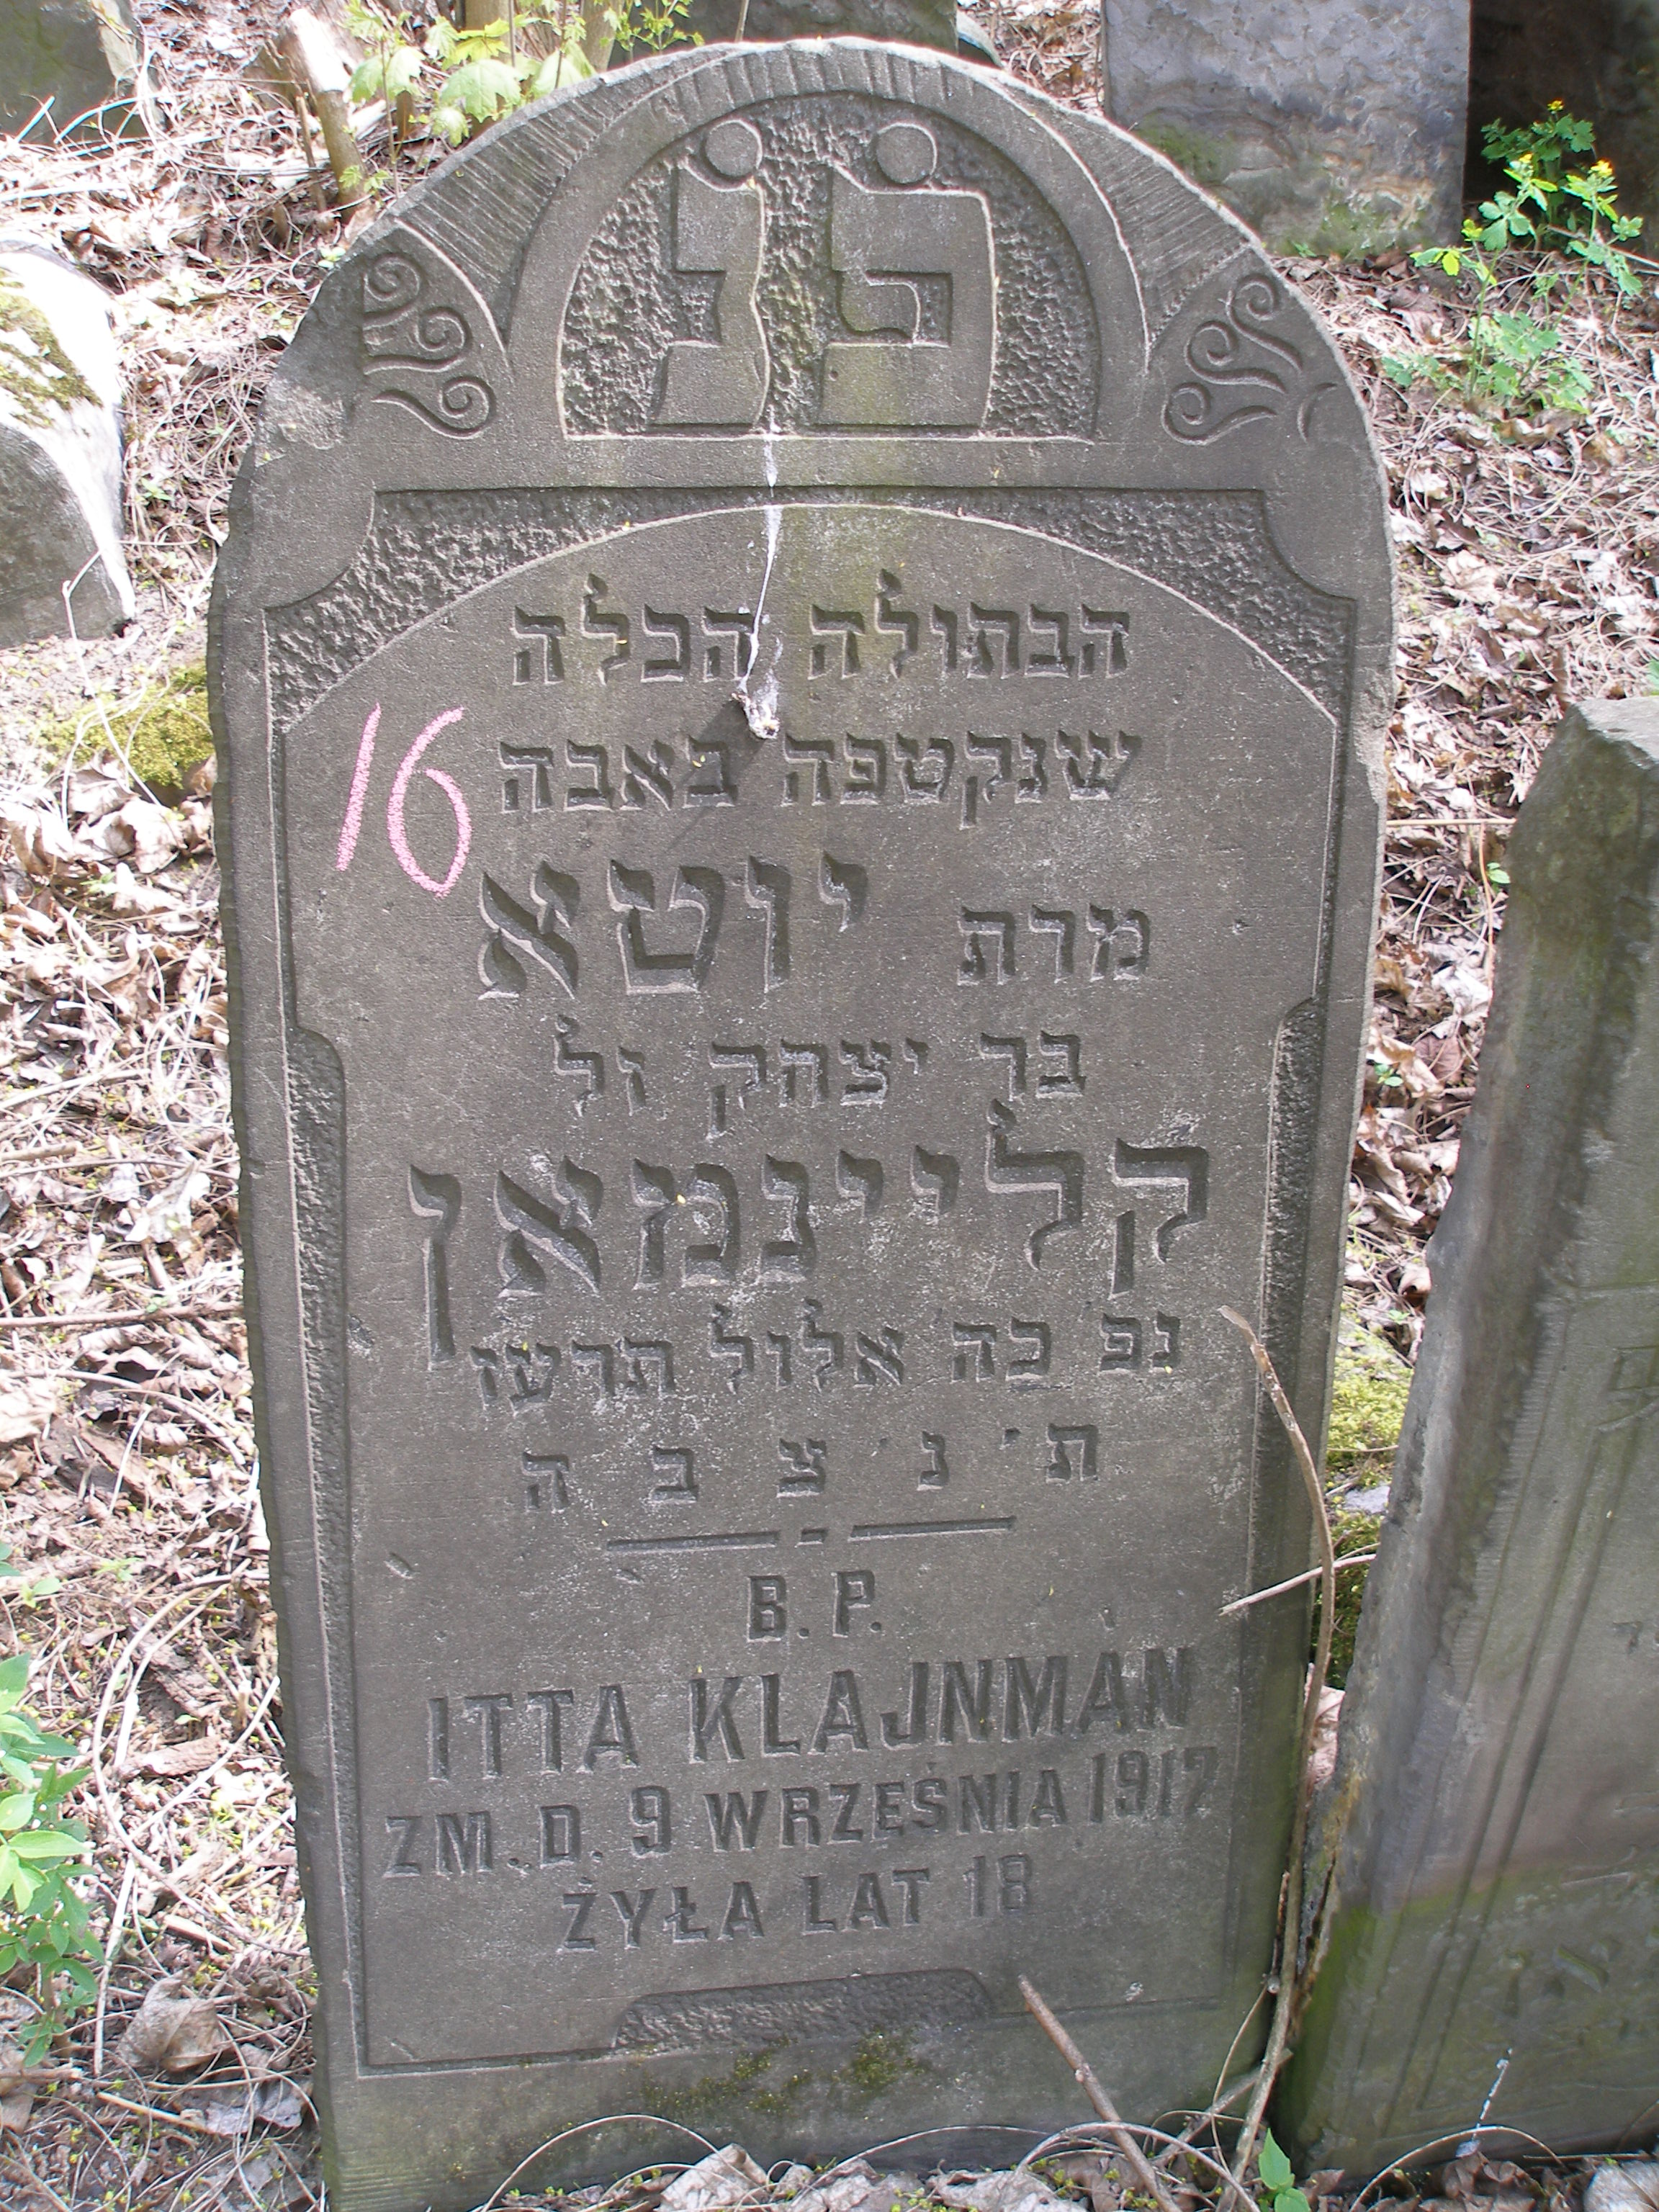 פ נ
הבתולה הכלה
שנקטפה באבה
16
מרת יוטא
בר יצחק זל
קליינמאן
נפ כה אלול תרעז
ת נ צ ב ה
B. P.
ITTA KLAJNMAN
ZM. D. 9 WRZEŚNIA 1917
ŻYŁA LAT 18